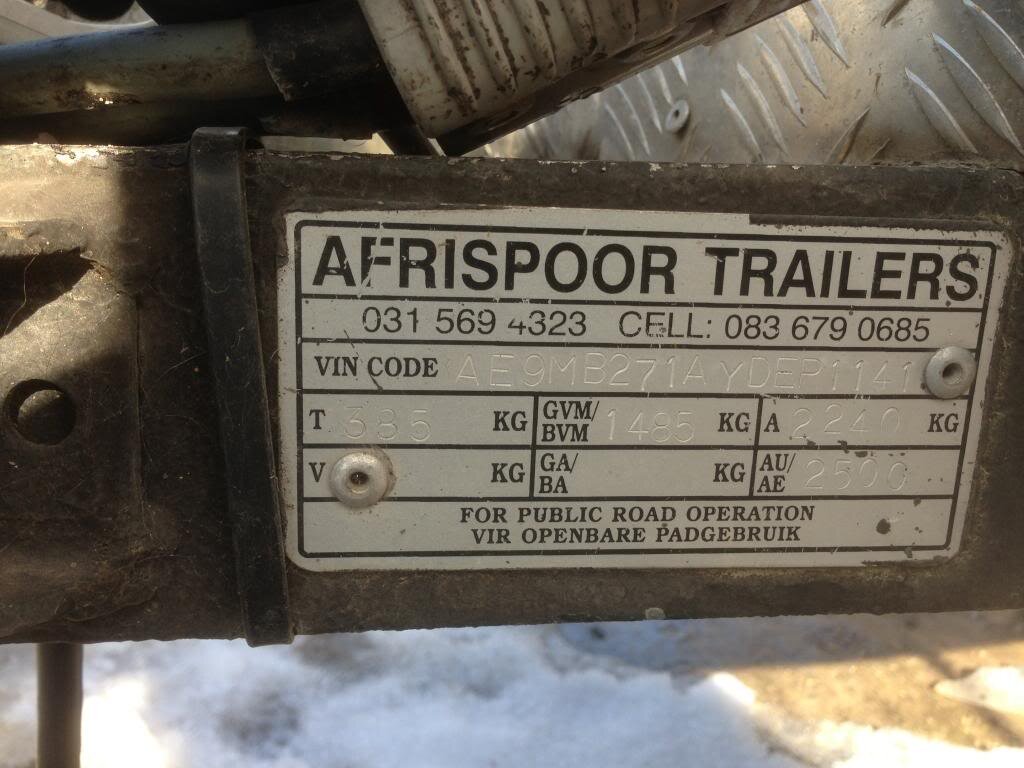 AFRISPOOR TRAILERS
031 569 4323 CELL: 083 679 0685
VIN CODE AE9MB271AYDEP1141
T 385 KG GVM/BVM 1485 KG A 2240 KG
V KG GA/BA KG AU/AE 2500
FOR PUBLIC ROAD OPERATION
VIR OPENBARE PADGEBRUIK